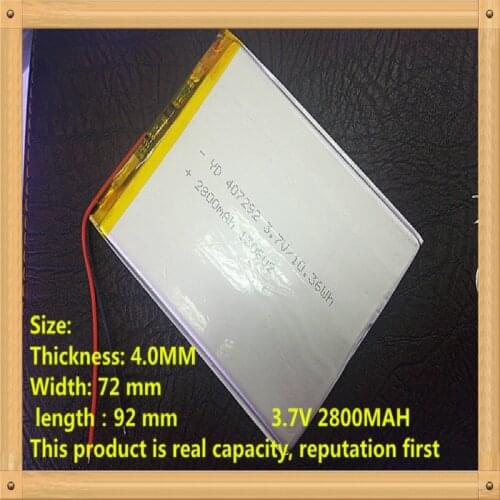 - YD 407292 3.7V/10.36Wh
+ 2800mAh 130602
Size:
Thickness: 4.0MM
Width: 72 mm
length : 92 mm 3.7V 2800MAH
This product is real capacity, reputation first